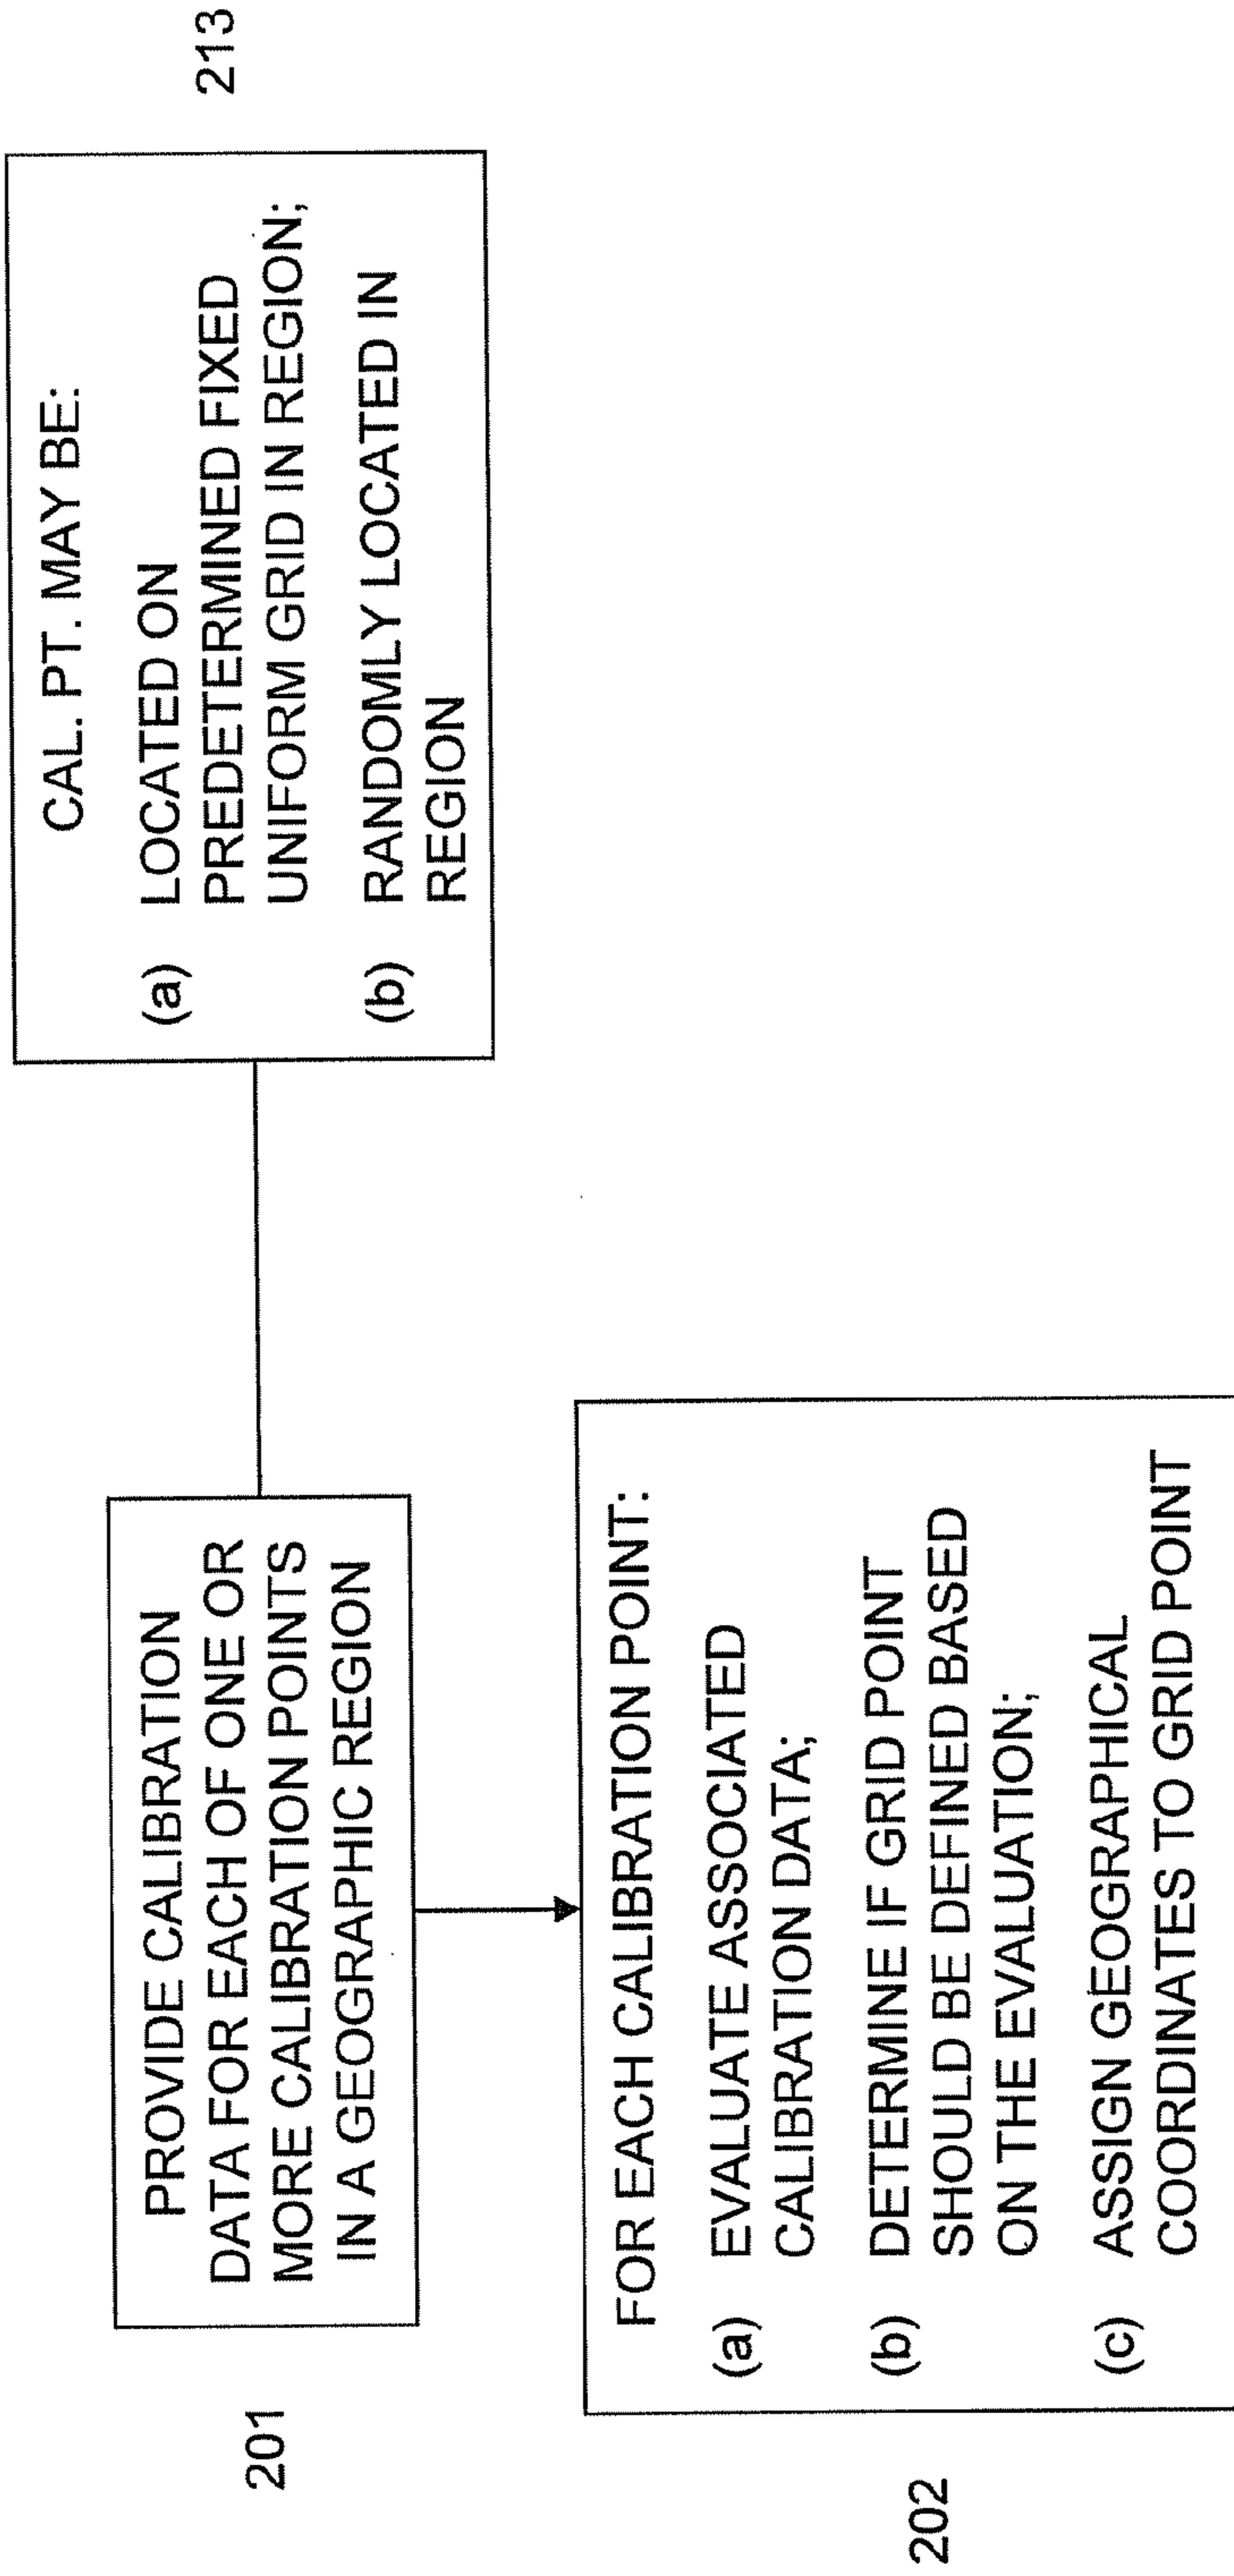 201
PROVIDE CALIBRATION
DATA FOR EACH OF ONE OR
MORE CALIBRATION POINTS
IN A GEOGRAPHIC REGION
CAL. PT. MAY BE:
(a) LOCATED ON
PREDETERMINED FIXED
UNIFORM GRID IN REGION;
(b) RANDOMLY LOCATED IN
REGION
213
202
FOR EACH CALIBRATION POINT:
(a) EVALUATE ASSOCIATED
CALIBRATION DATA;
(b) DETERMINE IF GRID POINT
SHOULD BE DEFINED BASED
ON THE EVALUATION;
(c) ASSIGN GEOGRAPHICAL
COORDINATES TO GRID POINT